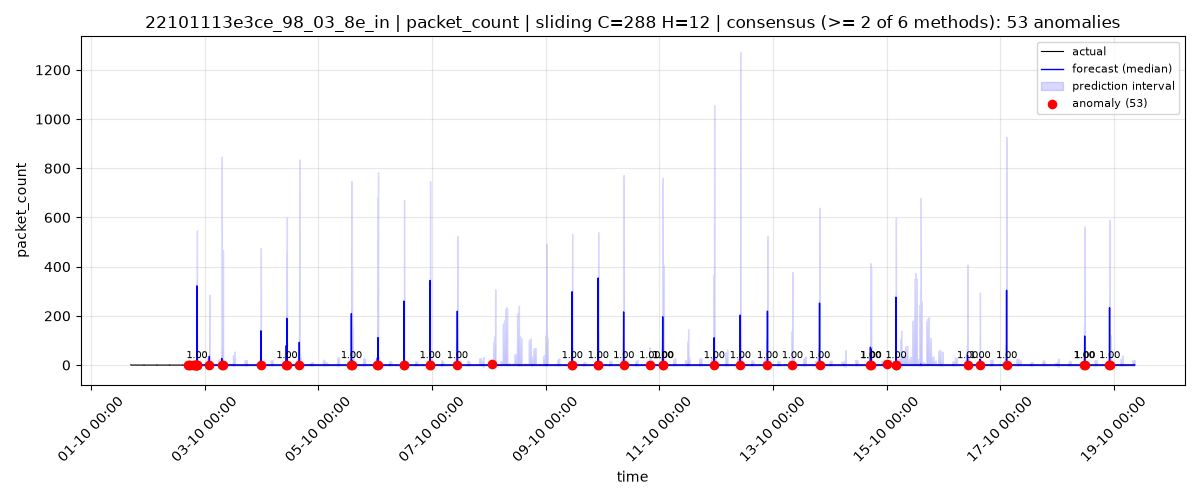 22101113e3ce_98_03_8e_in | packet_count | sliding C=288 H=12 | consensus (>= 2 of 6 methods): 53 anomalies
actual
forecast (median)
prediction interval
anomaly (53)
packet_count
1200
1000
800
600
400
200
0
1.00 1.00 1.00 1.00 1.00 1.00 1.00 1.00 1.00 1.00 1.00 1.00 1.00 1.00 1.00 1.00 1.00 1.00 1.00 1.00
01-10 00:00
03-10 00:00
05-10 00:00
07-10 00:00
09-10 00:00
11-10 00:00
13-10 00:00
15-10 00:00
17-10 00:00
19-10 00:00
time